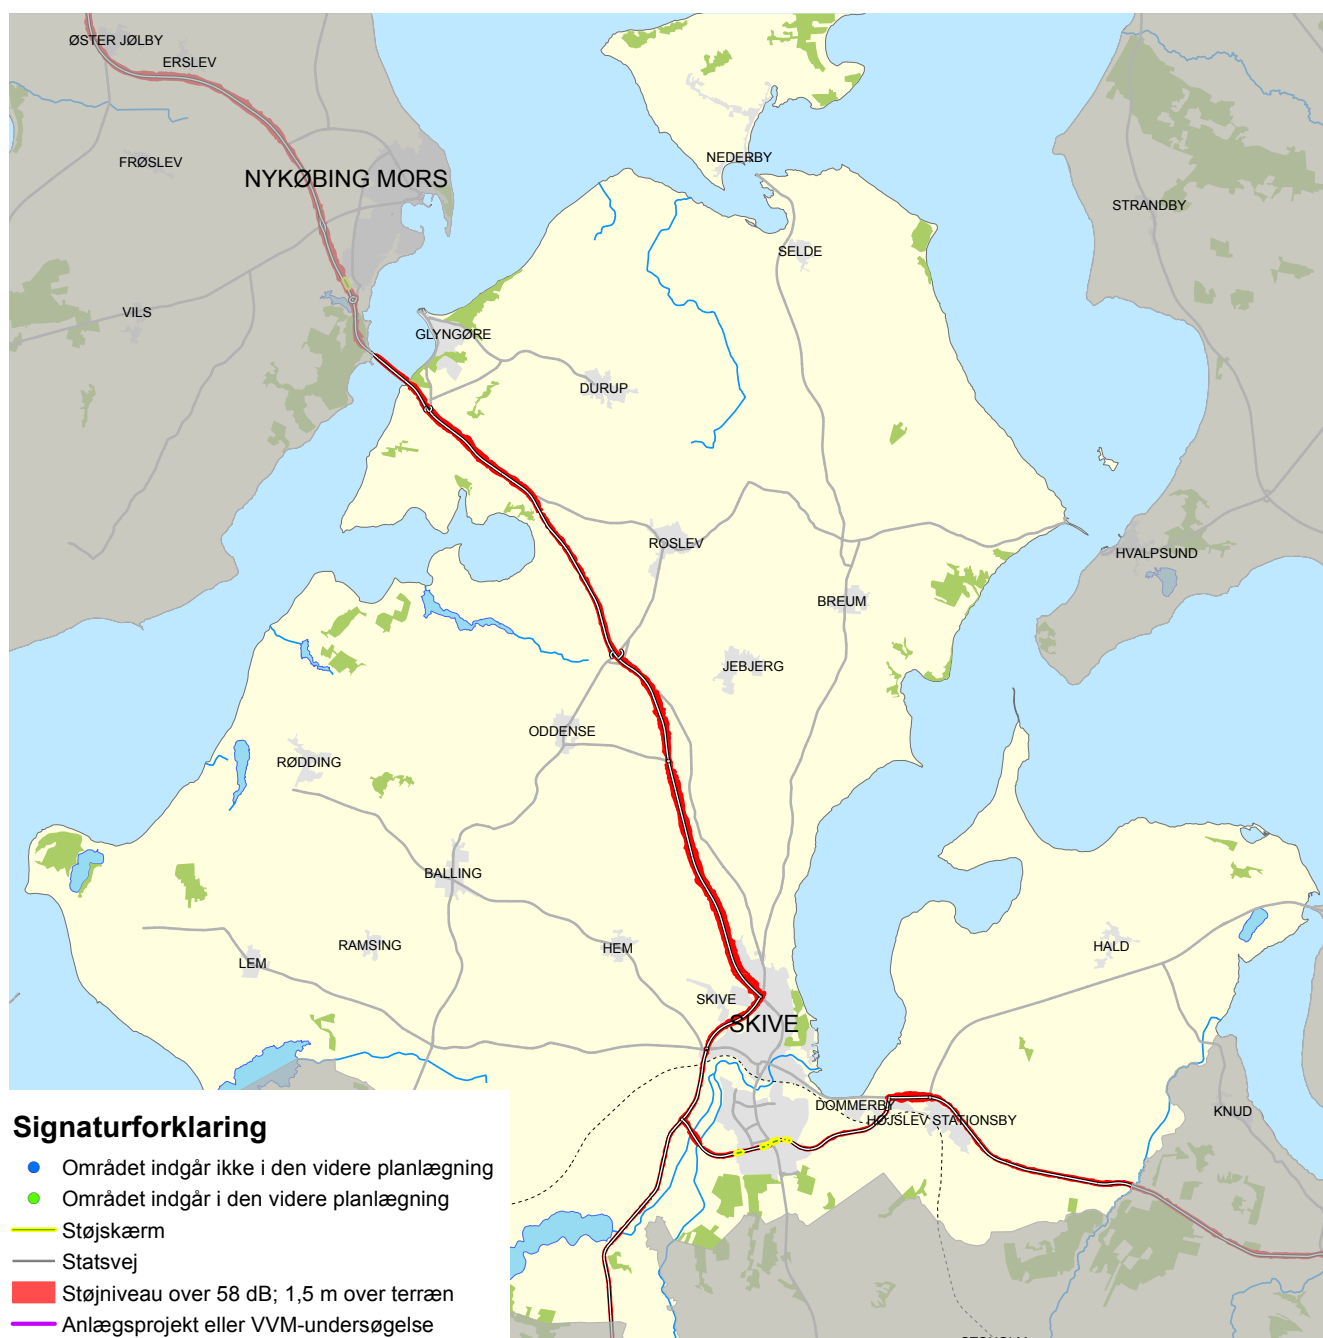 ØSTER JØLBY
ERSLEV
FRØSLEV
NYKØBING MORS
NEDERBY
STRANDBY
SELDE
VILS
GLYNGØRE
DURUP
ROSLEV
HVALPSUND
BREUM
JEBJERG
ODDENSE
RØDDING
BALLING
RAMSING
HEM
HALD
LEM
SKIVE
SKIVE
DOMMERBY
HØJSLEV STATIONSBY
KNUD
Signaturforklaring
Området indgår ikke i den videre planlægning
Området indgår i den videre planlægning
Støjskærm
Statsvej
Støjniveau over 58 dB; 1,5 m over terræn
Anlægsprojekt eller VVM-undersøgelse